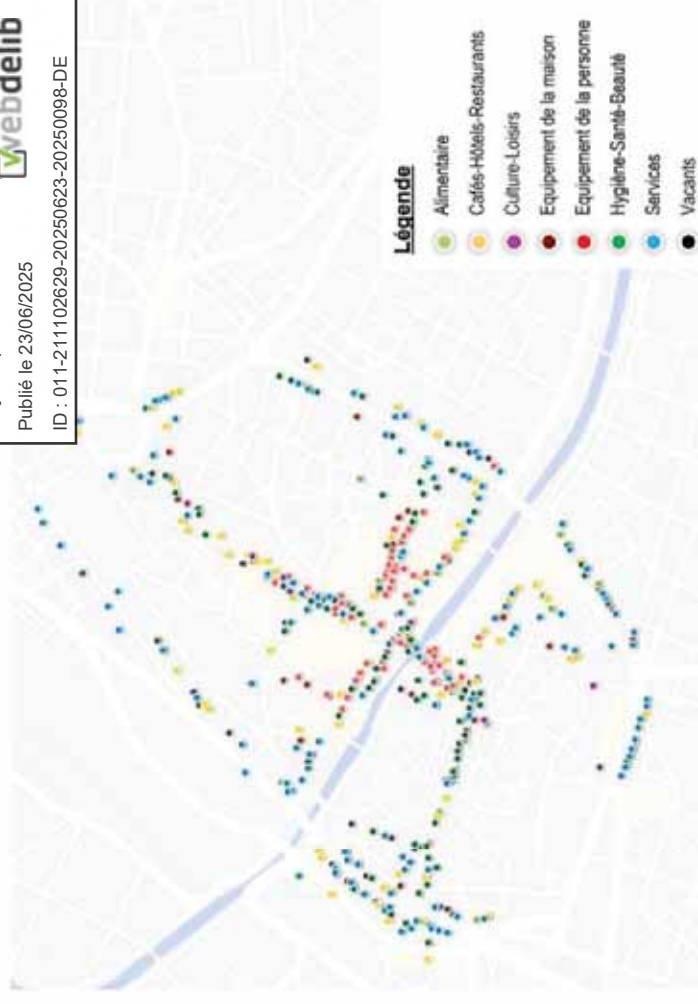 webdelib
Publié le 23/06/2025
ID : 011-211102629-20250623-20250098-DE
Légende
Alimentaire
Cafés-Hôtels-Restaurants
Culture-Loisirs
Equipement de la maison
Equipement de la personne
Hygiène-Santé-Beauté
Services
Vacants